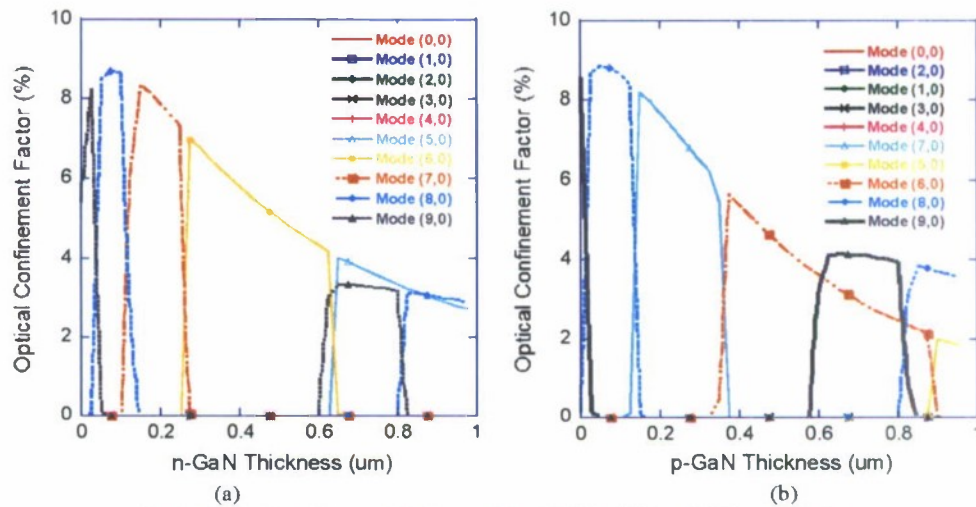 10
8
6
4
2
0
Optical Confinement Factor (%)
Mode (0,0)
Mode (1,0)
Mode (2,0)
Mode (3,0)
Mode (4,0)
Mode (5,0)
Mode (6,0)
Mode (7,0)
Mode (8,0)
Mode (9,0)
0 0.2 0.4 0.6 0.8 1
n-GaN Thickness (um)
(a)
10
8
6
4
2
0
Optical Confinement Factor (%)
Mode (0,0)
Mode (2,0)
Mode (1,0)
Mode (3,0)
Mode (4,0)
Mode (7,0)
Mode (5,0)
Mode (6,0)
Mode (8,0)
Mode (9,0)
0 0.2 0.4 0.6 0.8 1
p-GaN Thickness (um)
(b)